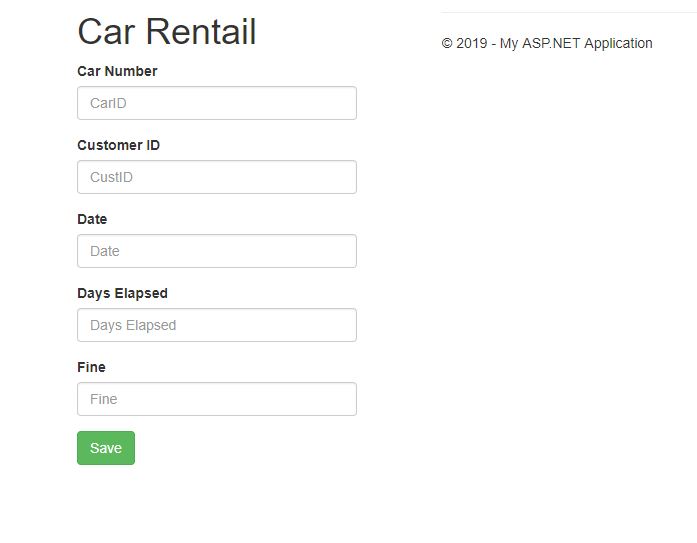 Car Rentail
Car Number
CarID
Customer ID
CustID
Date
Date
Days Elapsed
Days Elapsed
Fine
Fine
Save
© 2019 - My ASP.NET Application